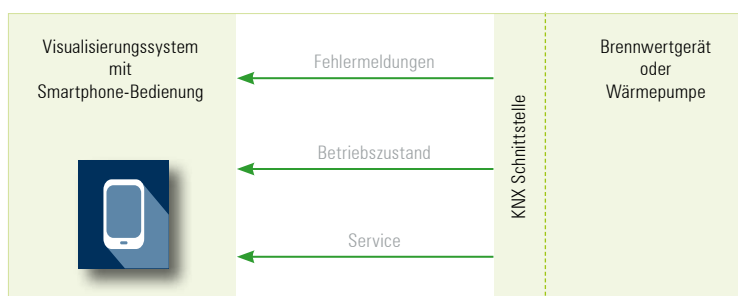 Visualisierungssystem
mit
Smartphone-Bedienung
Fehlermeldungen
Betriebszustand
Service
KNX Schnittstelle
Brennwertgerät
oder
Wärmepumpe